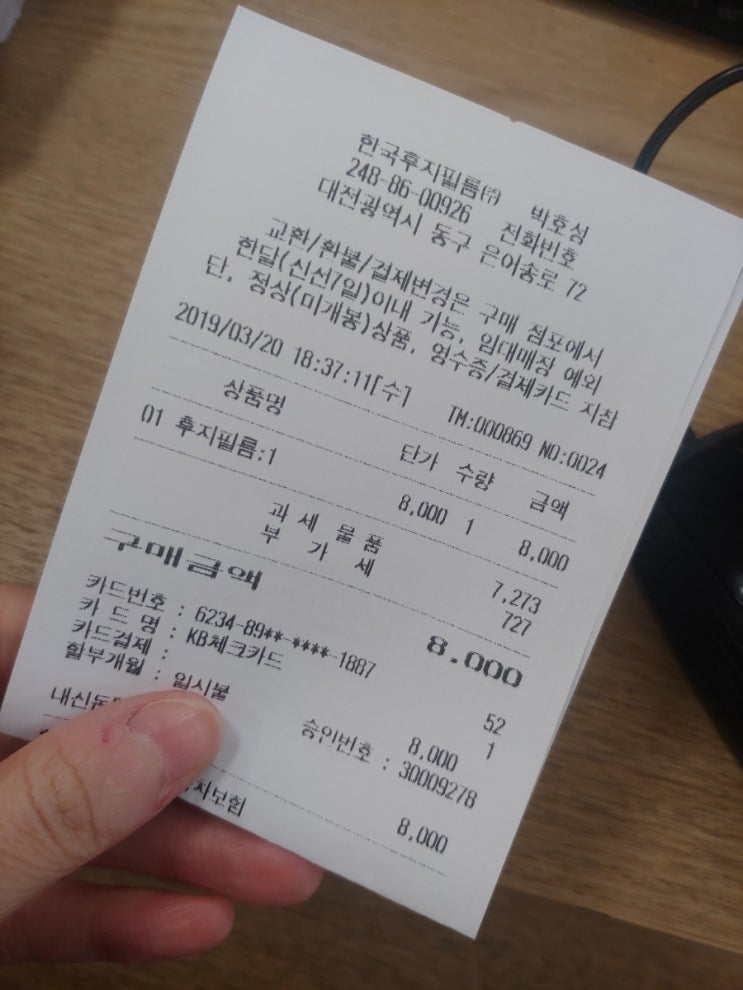 한국후지필름㈜ 박호성
248-86-00926 전화번호
대전광역시 동구 은어송로 72
교환/환불/결제변경은 구매 점포에서
한달(신선7일)이내 가능, 임대매장 예외
단, 정상(미개봉)상품, 영수증/결제카드 지참
2019/03/20 18:37:11[수] TM:000869 NO:0024
상품명 단가 수량 금액
01 후지필름;1 8,000 1 8,000
과 세 물 품 7,273
부 가 세 727
구매금액 8,000
카드번호 : 6234-89**-****-1887 52
카 드 명 : KB체크카드 1
카드결제 : 8,000
할부개월 : 일시불 승인번호 : 30009278
내신
지보험 8,000